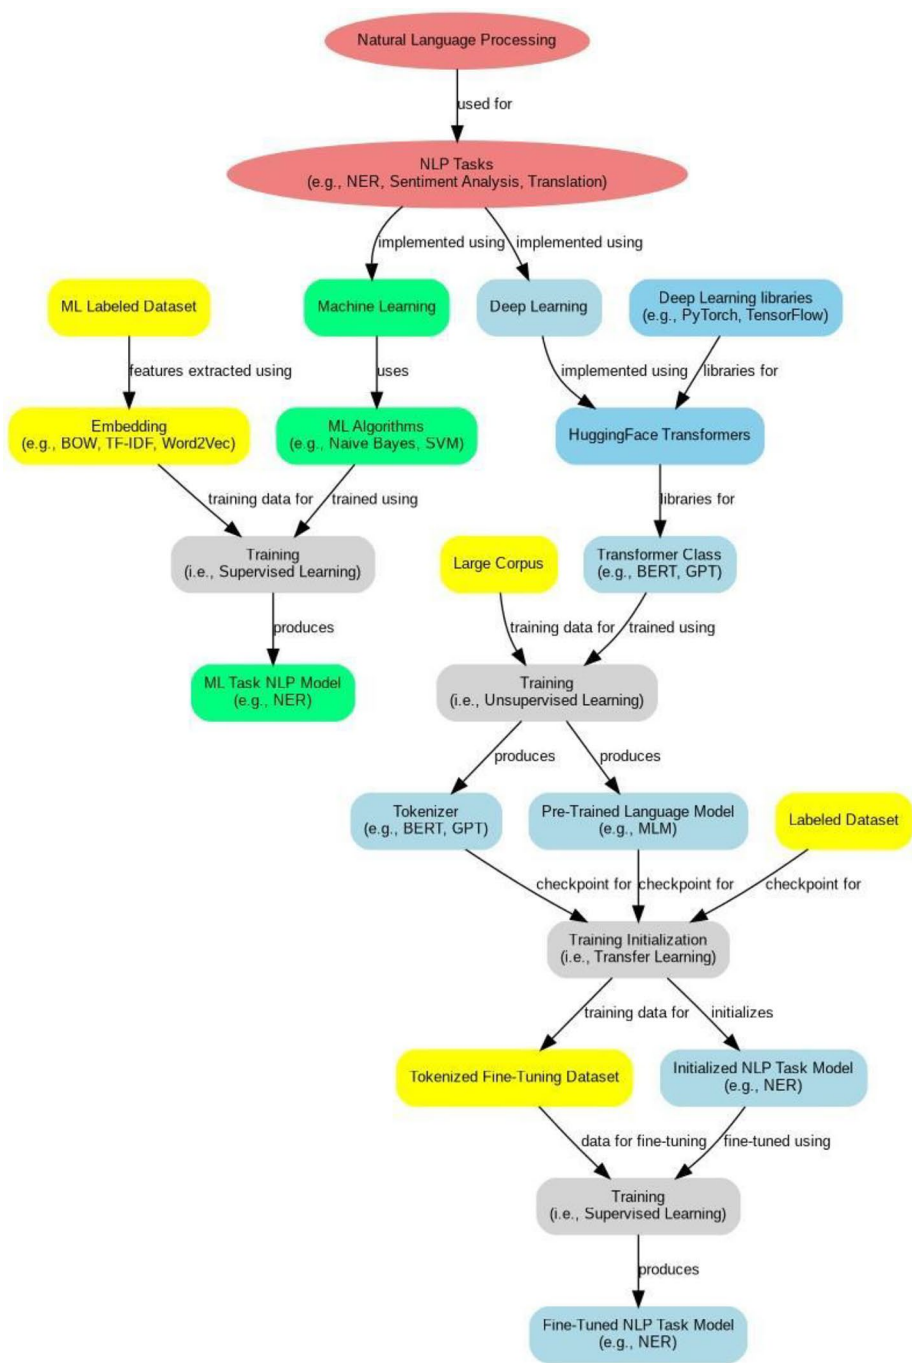 Natural Language Processing
used for
NLP Tasks
(e.g., NER, Sentiment Analysis, Translation)
implemented using
implemented using
ML Labeled Dataset
Machine Learning
Deep Learning
Deep Learning libraries
(e.g., PyTorch, TensorFlow)
features extracted using
uses
implemented using
libraries for
Embedding
(e.g., BOW, TF-IDF, Word2Vec)
ML Algorithms
(e.g., Naive Bayes, SVM)
HuggingFace Transformers
training data for
trained using
libraries for
Training
(i.e., Supervised Learning)
Large Corpus
Transformer Class
(e.g., BERT, GPT)
produces
training data for
trained using
ML Task NLP Model
(e.g., NER)
Training
(i.e., Unsupervised Learning)
produces
produces
Tokenizer
(e.g., BERT, GPT)
Pre-Trained Language Model
(e.g., MLM)
Labeled Dataset
checkpoint for
checkpoint for
checkpoint for
Training Initialization
(i.e., Transfer Learning)
training data for
initializes
Tokenized Fine-Tuning Dataset
Initialized NLP Task Model
(e.g., NER)
data for fine-tuning
fine-tuned using
Training
(i.e., Supervised Learning)
produces
Fine-Tuned NLP Task Model
(e.g., NER)